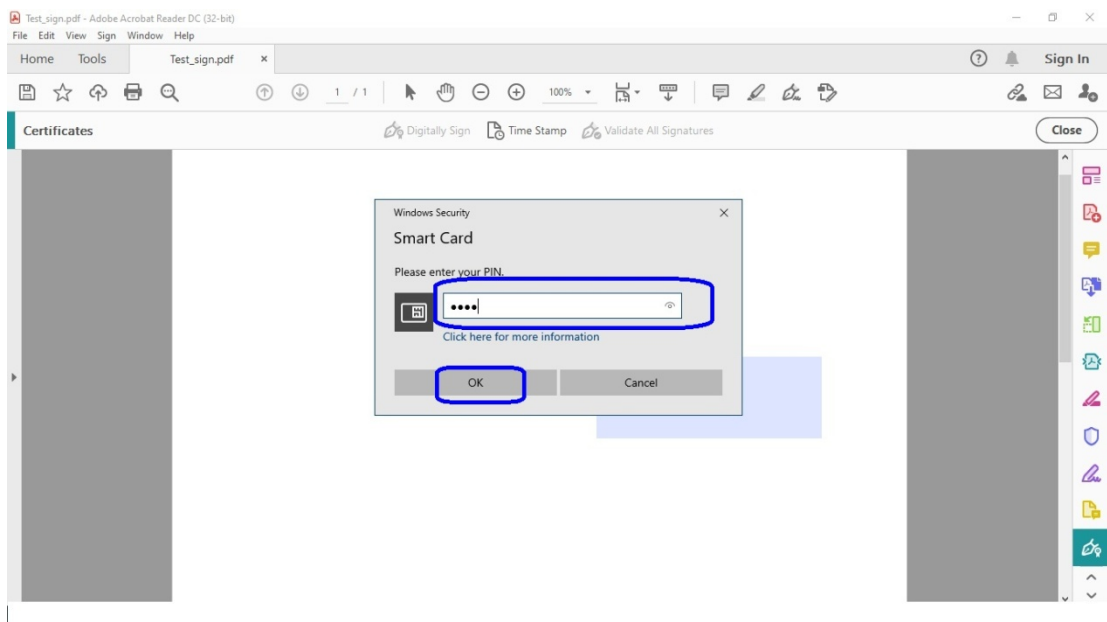 Test_sign.pdf - Adobe Acrobat Reader DC (32-bit)
File Edit View Sign Window Help
Home Tools Test_sign.pdf × Sign In
1 / 1 100%
Certificates Digitally Sign Time Stamp Validate All Signatures Close
Windows Security
Smart Card
Please enter your PIN.
••••
Click here for more information
OK Cancel